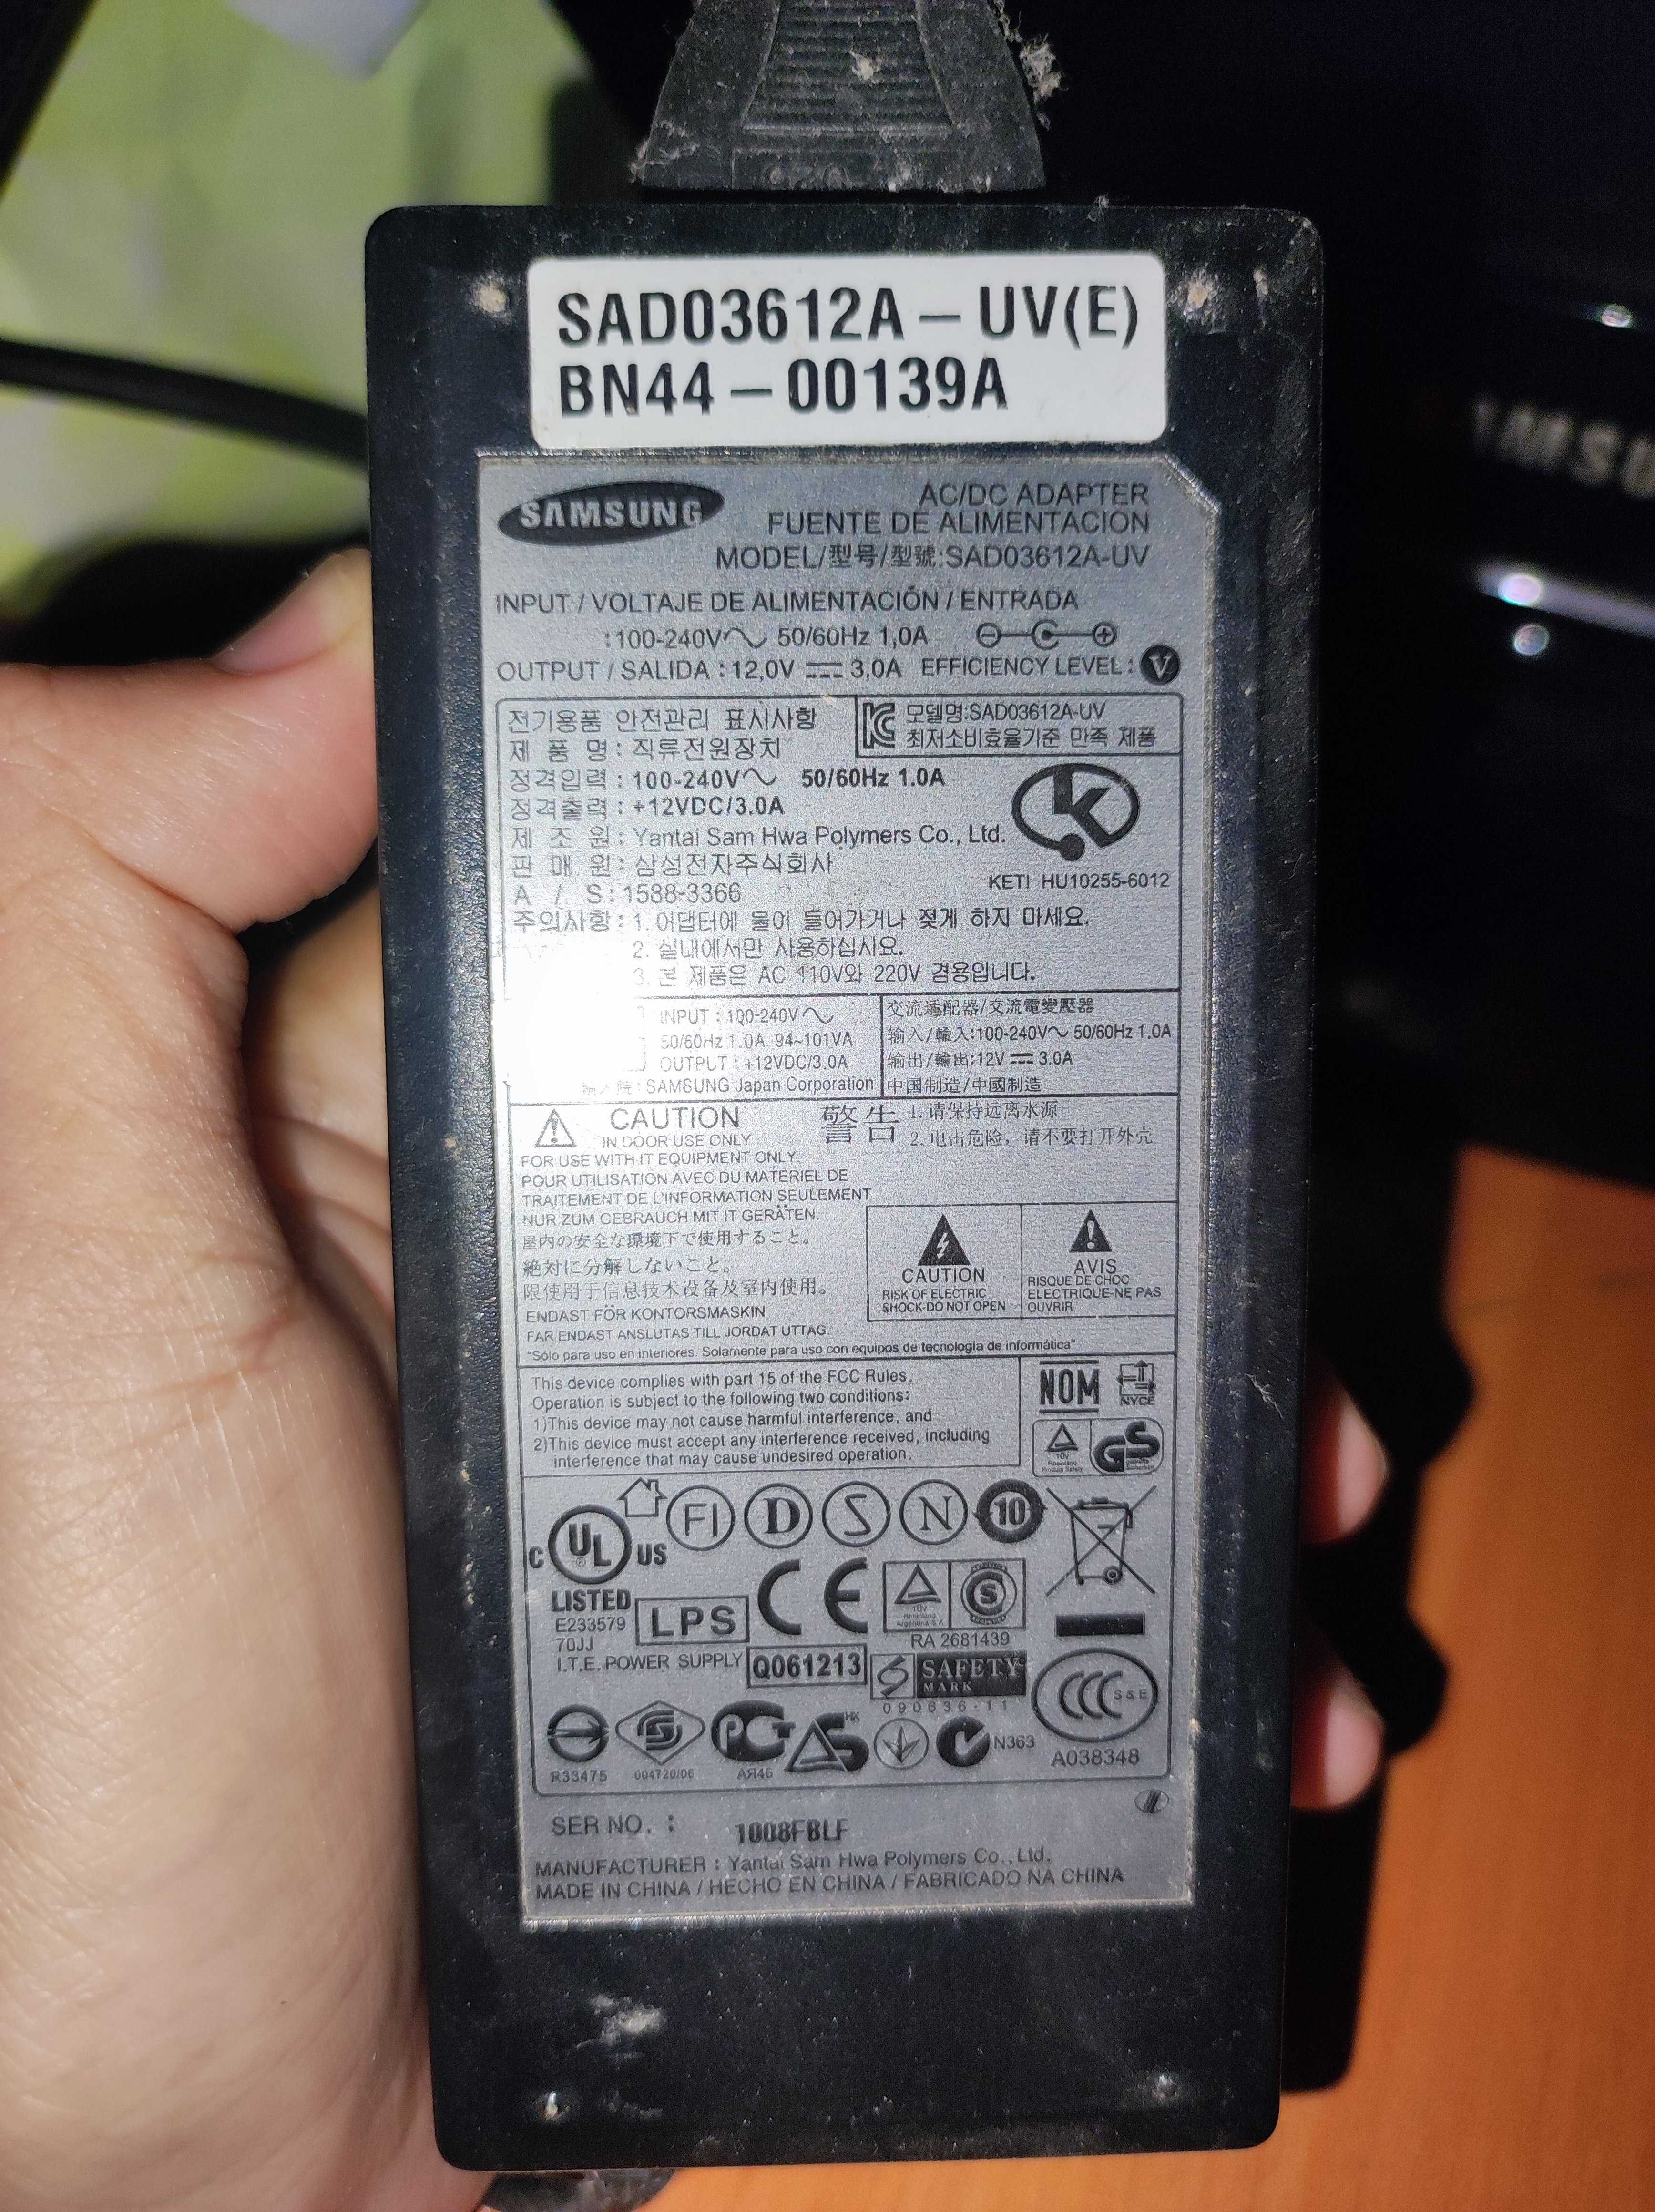 SAD03612A-UV(E)
BN44-00139A
SAMSUNG
AC/DC ADAPTER
FUENTE DE ALIMENTACION
MODEL/型号/型號:SAD03612A-UV
INPUT / VOLTAJE DE ALIMENTACIÓN / ENTRADA
:100-240V~ 50/60Hz 1,0A
OUTPUT / SALIDA : 12,0V ⎓ 3,0A EFFICIENCY LEVEL : V
전기용품 안전관리 표시사항
모델명:SAD03612A-UV
최저소비효율기준 만족 제품
제 품 명 : 직류전원장치
정격입력 : 100-240V~ 50/60Hz 1.0A
정격출력 : +12VDC/3.0A
제 조 원 : Yantai Sam Hwa Polymers Co., Ltd.
판 매 원 : 삼성전자주식회사
KETI HU10255-6012
A / S : 1588-3366
주의사항 : 1. 어댑터에 물이 들어가거나 젖게 하지 마세요.
2. 실내에서만 사용하십시요.
3. 본 제품은 AC 110V와 220V 겸용입니다.
INPUT : 100-240V~
50/60Hz 1.0A 94~101VA
OUTPUT : +12VDC/3.0A
: SAMSUNG Japan Corporation
交流适配器/交流電變壓器
输入/輸入:100-240V~ 50/60Hz 1.0A
输出/輸出:12V ⎓ 3.0A
中国制造/中國制造
CAUTION
IN DOOR USE ONLY
警告 1. 请保持远离水源
2. 电击危险，请不要打开外壳
FOR USE WITH IT EQUIPMENT ONLY
POUR UTILISATION AVEC DU MATERIEL DE
TRAITEMENT DE L'INFORMATION SEULEMENT
NUR ZUM GEBRAUCH MIT IT GERÄTEN
屋内の安全な環境下で使用すること。
絶対に分解しないこと。
限使用于信息技术设备及室内使用。
ENDAST FÖR KONTORSMASKIN
FAR ENDAST ANSLUTAS TILL JORDAT UTTAG
"Sólo para uso en interiores. Solamente para uso con equipos de tecnologia de informática"
CAUTION
RISK OF ELECTRIC
SHOCK-DO NOT OPEN
AVIS
RISQUE DE CHOC
ELECTRIQUE-NE PAS
OUVRIR
This device complies with part 15 of the FCC Rules.
Operation is subject to the following two conditions:
1)This device may not cause harmful interference, and
2)This device must accept any interference received, including
interference that may cause undesired operation.
NOM
NYCE
GS
c UL US
LISTED
E233579
70JJ
I.T.E. POWER SUPPLY
FI D S N 10
LPS
CE
S
RA 2681439
Q061213
SAFETY
MARK
090636-11
CCC S&E
A038348
R33475
004720/06
РСТ
АЯ46
N363
SER NO. : 1008FBLF
MANUFACTURER : Yantai Sam Hwa Polymers Co., Ltd.
MADE IN CHINA / HECHO EN CHINA / FABRICADO NA CHINA
AMSU